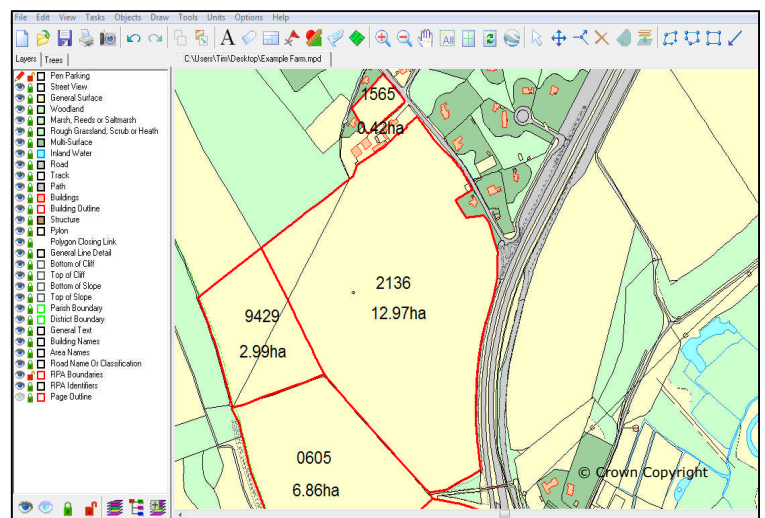 File Edit View Tasks Objects Draw Tools Units Options Help
A All
Layers Trees C:\Users\Tim\Desktop\Example Farm.mpd
Pen Parking
Street View
General Surface
Woodland
Marsh, Reeds or Saltmarsh
Rough Grassland, Scrub or Heath
Multi-Surface
Inland Water
Road
Track
Path
Buildings
Building Outline
Structure
Pylon
Polygon Closing Link
General Line Detail
Bottom of Cliff
Top of Cliff
Bottom of Slope
Top of Slope
Parish Boundary
District Boundary
General Text
Building Names
Area Names
Road Name Or Classification
RPA Boundaries
RPA Identifiers
Page Outline
1565
0.42ha
2136
12.97ha
9429
2.99ha
0605
6.86ha
© Crown Copyright